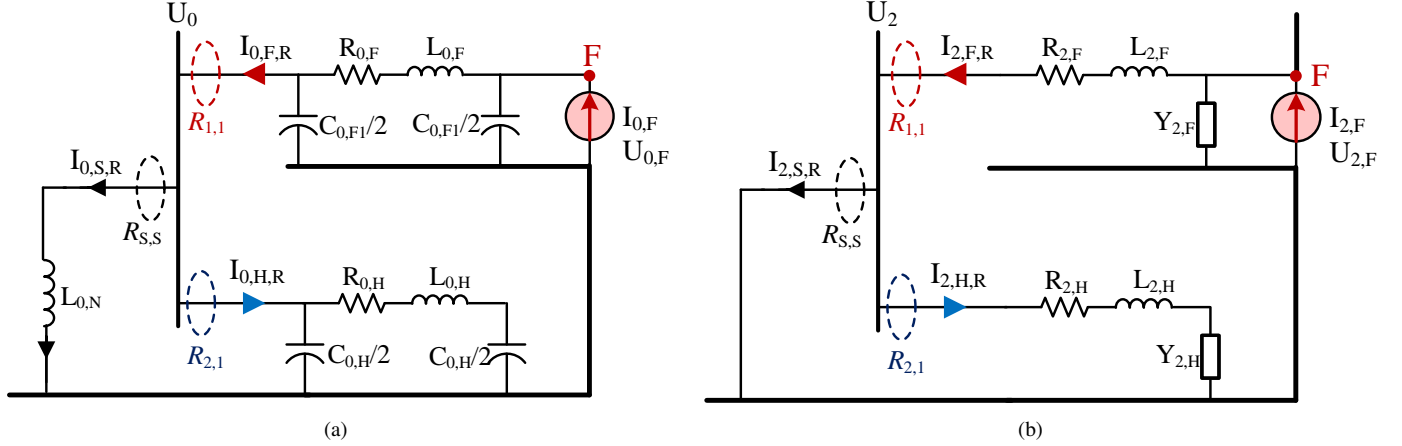 U0
I0,F,R
R0,F
L0,F
F
R1,1
C0,F1/2
C0,F1/2
I0,F
U0,F
I0,S,R
RS,S
L0,N
I0,H,R
R0,H
L0,H
R2,1
C0,H/2
C0,H/2
(a)
U2
I2,F,R
R2,F
L2,F
F
R1,1
Y2,F
I2,F
U2,F
I2,S,R
RS,S
I2,H,R
R2,H
L2,H
R2,1
Y2,H
(b)